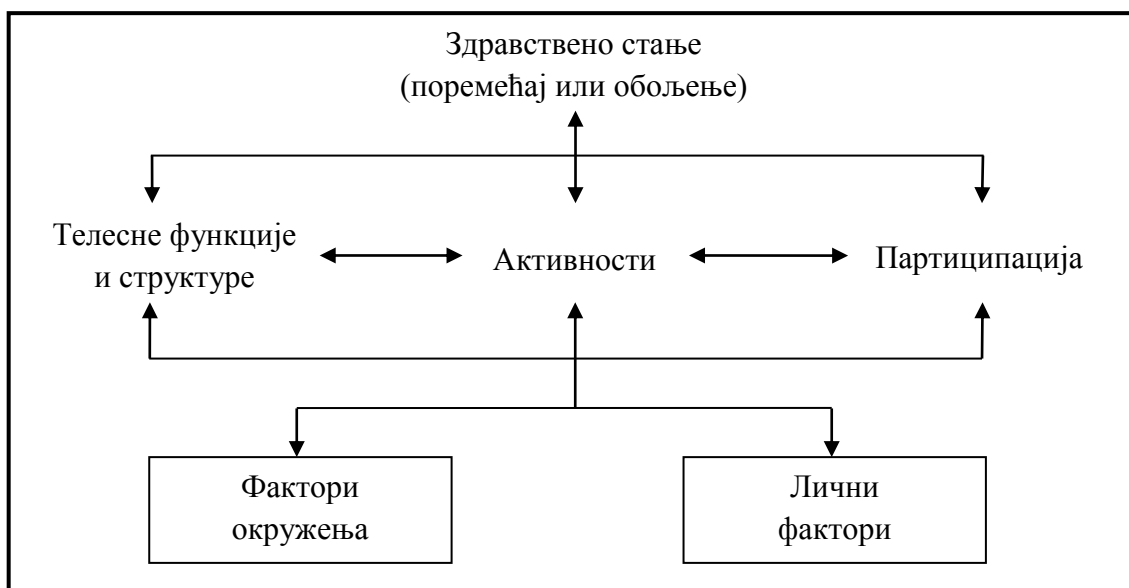 Здравствено стање
(поремећај или обољење)
Телесне функције
и структуре
Активности
Партиципација
Фактори
окружења
Лични
фактори